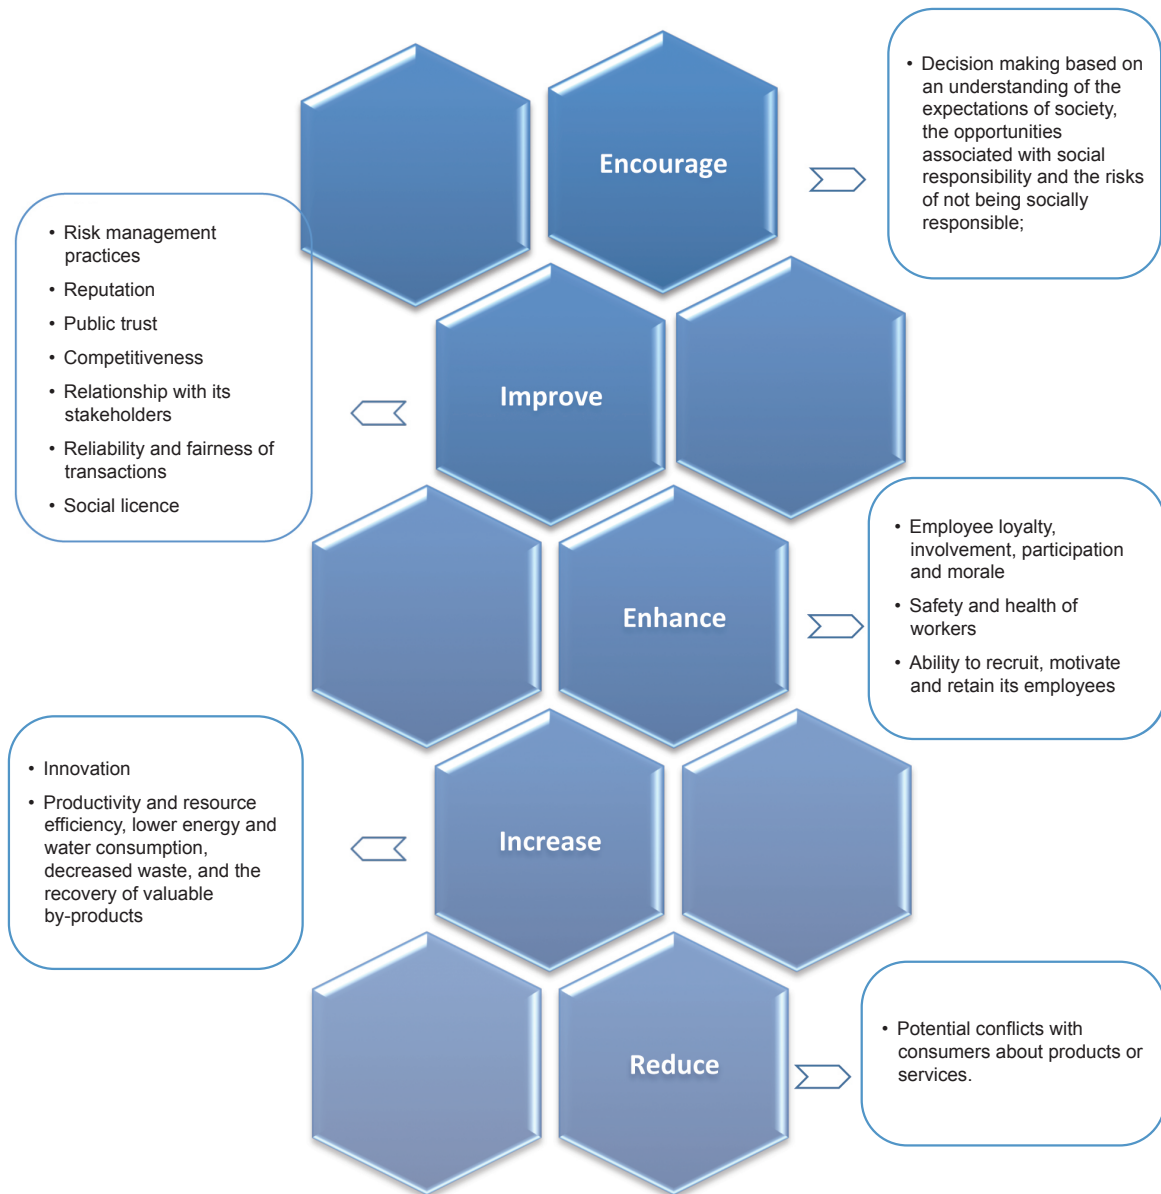 Encourage
• Decision making based on
an understanding of the
expectations of society,
the opportunities
associated with social
responsibility and the risks
of not being socially
responsible;
• Risk management
practices
• Reputation
• Public trust
• Competitiveness
• Relationship with its
stakeholders
• Reliability and fairness of
transactions
• Social licence
Improve
Enhance
• Employee loyalty,
involvement, participation
and morale
• Safety and health of
workers
• Ability to recruit, motivate
and retain its employees
• Innovation
• Productivity and resource
efficiency, lower energy and
water consumption,
decreased waste, and the
recovery of valuable
by-products
Increase
Reduce
• Potential conflicts with
consumers about products or
services.